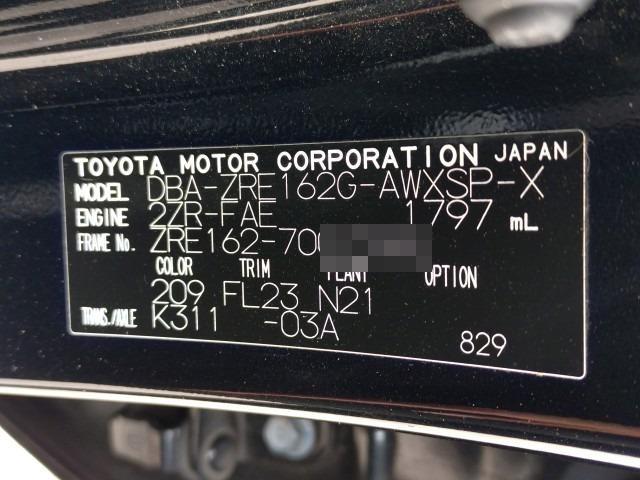 TOYOTA MOTOR CORPORATION JAPAN
MODEL DBA-ZRE162G-AWXSP-X
ENGINE 2ZR-FAE 1797 mL
FRAME No. ZRE162-70
COLOR TRIM PLANT OPTION
209 FL23 N21
TRANS./AXLE K311 -03A
829